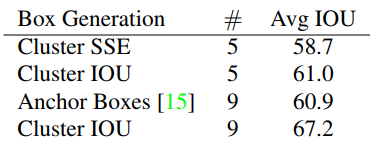 Box Generation # Avg IOU
Cluster SSE 5 58.7
Cluster IOU 5 61.0
Anchor Boxes [15] 9 60.9
Cluster IOU 9 67.2